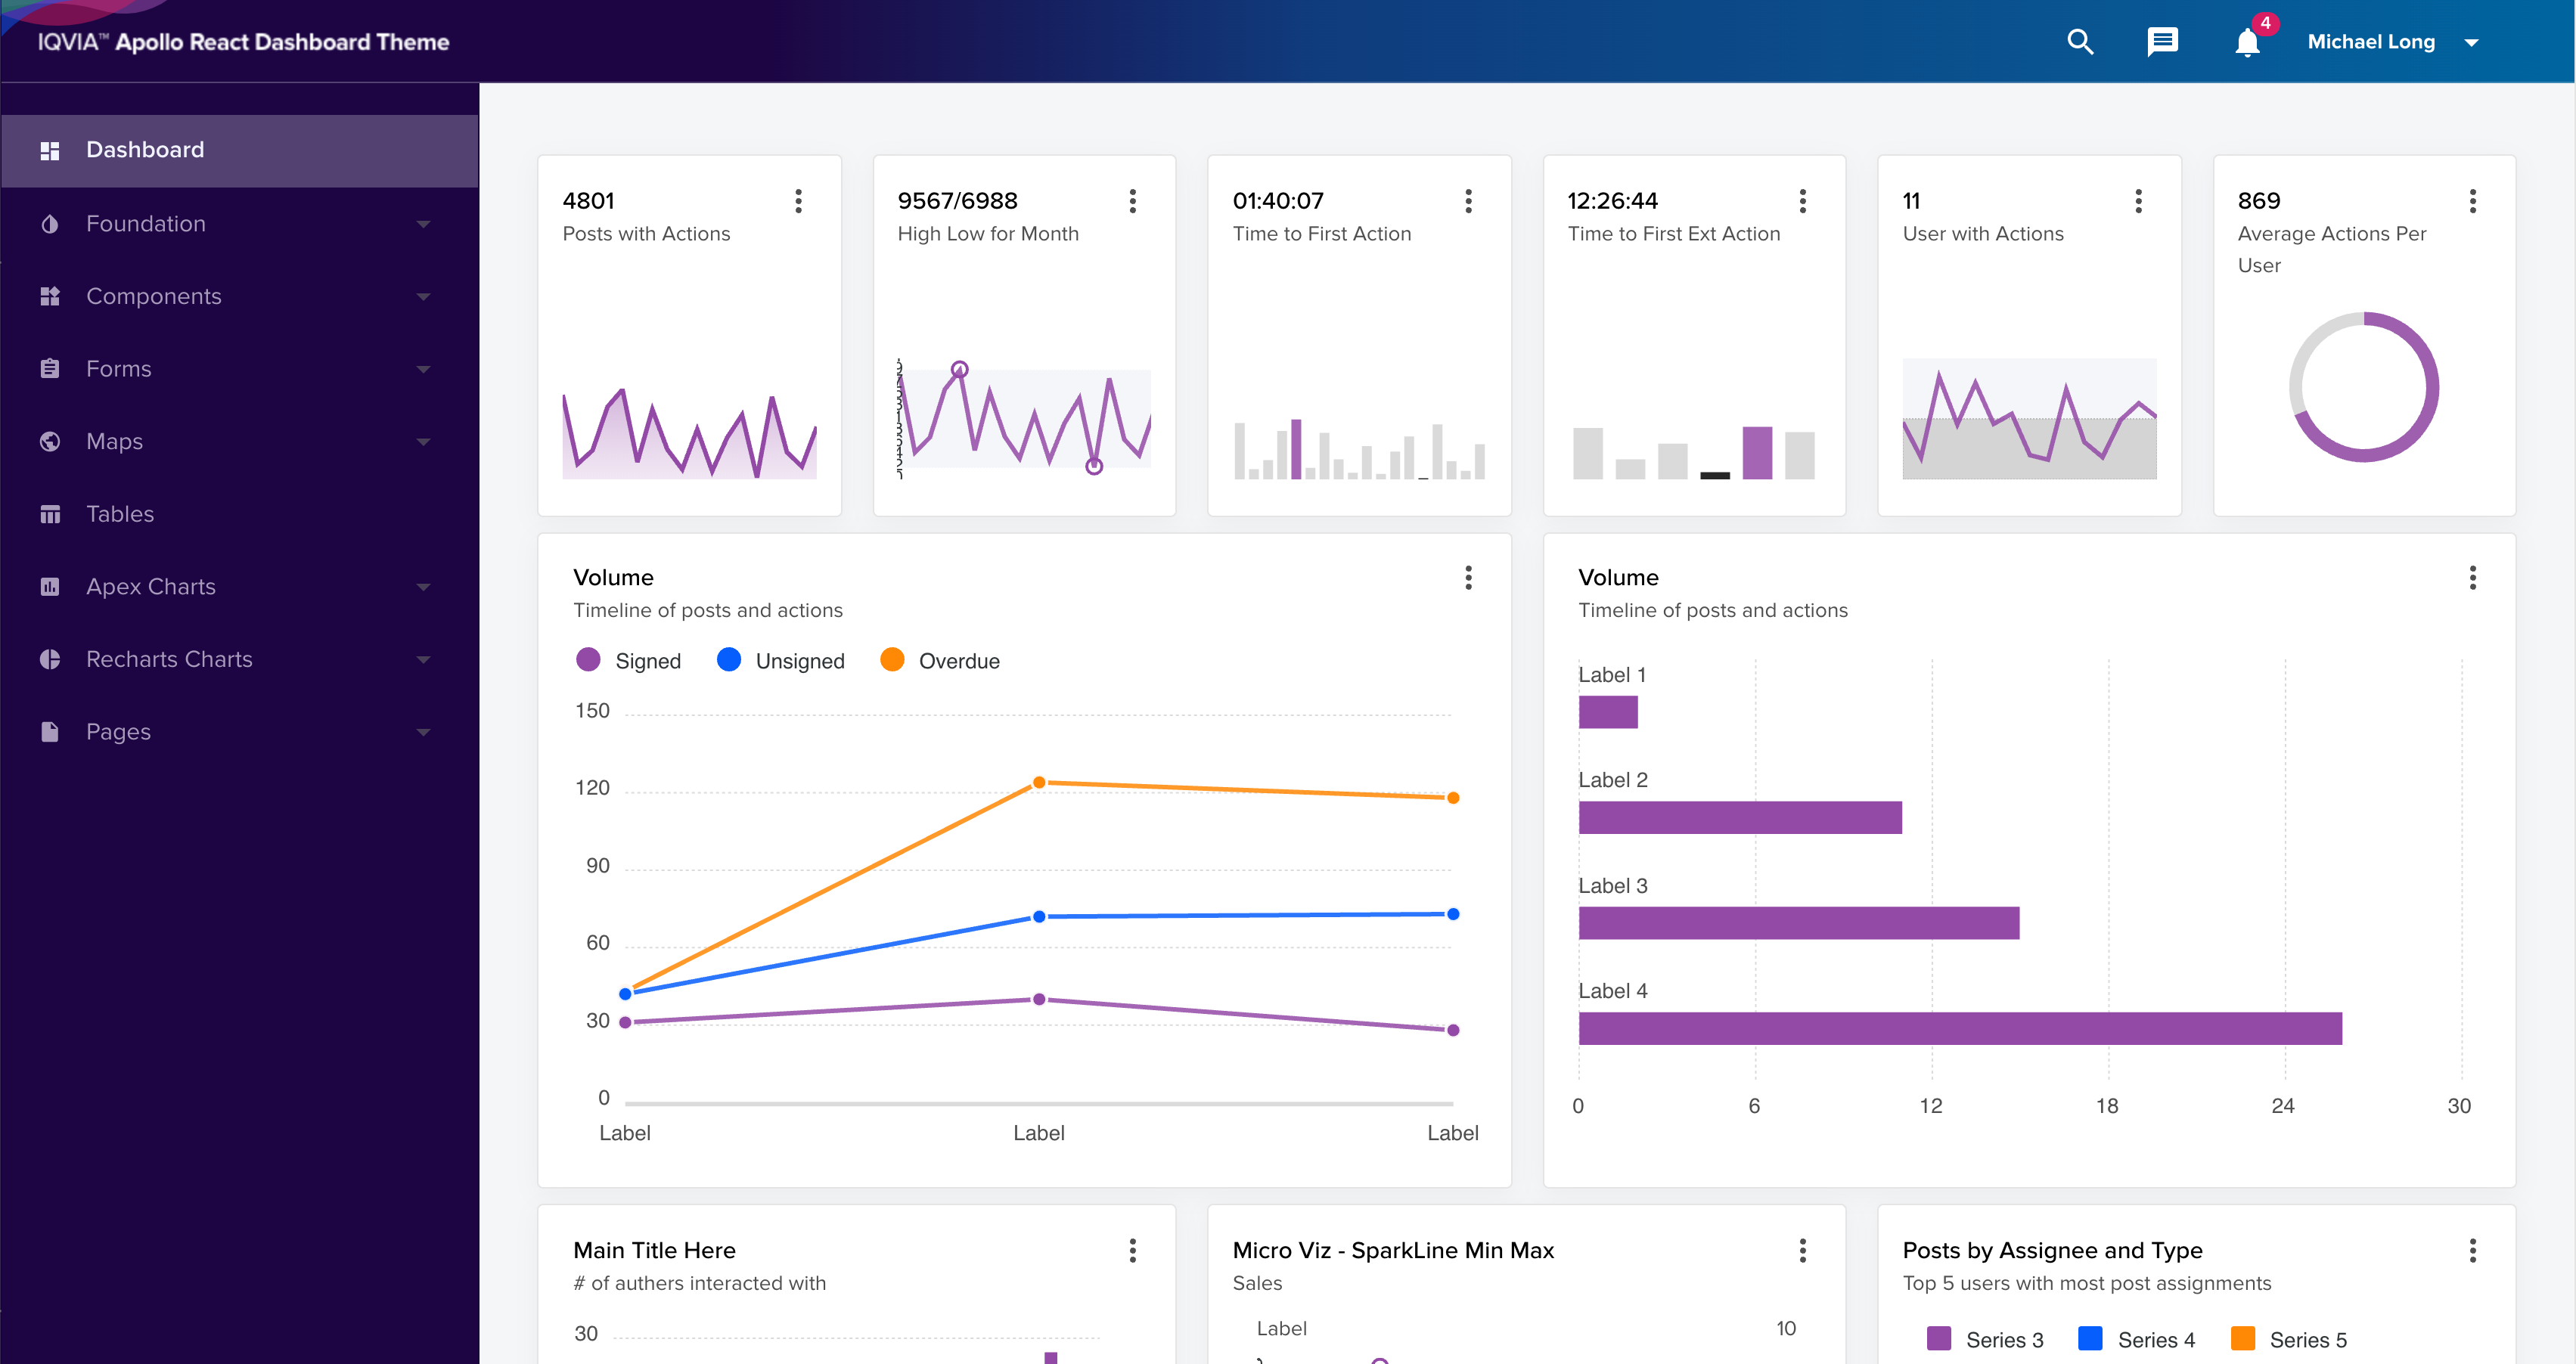 IQVIA™ Apollo React Dashboard Theme
4
Michael Long
Dashboard
Foundation
Components
Forms
Maps
Tables
Apex Charts
Recharts Charts
Pages
4801
Posts with Actions
9567/6988
High Low for Month
01:40:07
Time to First Action
12:26:44
Time to First Ext Action
11
User with Actions
869
Average Actions Per
User
Volume
Timeline of posts and actions
Signed Unsigned Overdue
150
120
90
60
30
0
Label Label Label
Volume
Timeline of posts and actions
Label 1
Label 2
Label 3
Label 4
0 6 12 18 24 30
Main Title Here
# of authers interacted with
30
Micro Viz - SparkLine Min Max
Sales
Label 10
Posts by Assignee and Type
Top 5 users with most post assignments
Series 3 Series 4 Series 5